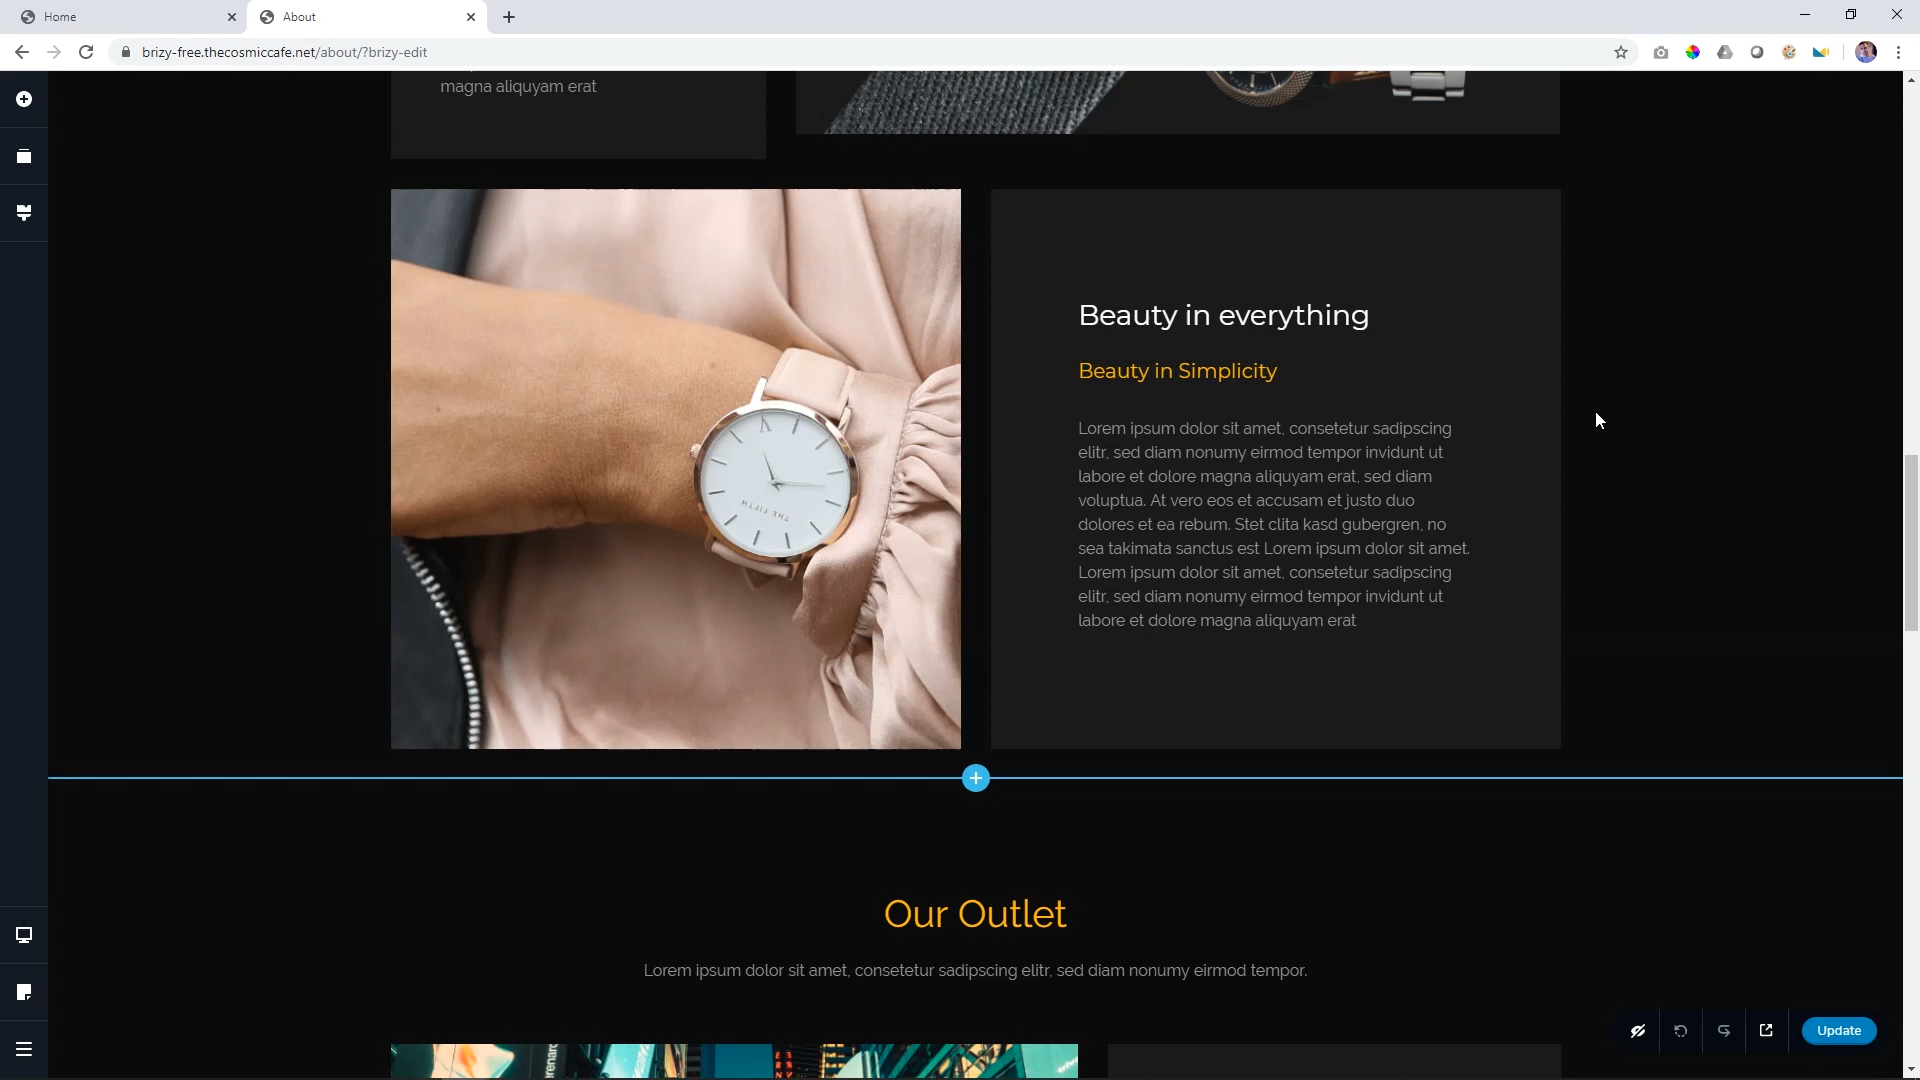 Home
About
brizy-free.thecosmiccafe.net/about/?brizy-edit
magna aliquyam erat
Beauty in everything
Beauty in Simplicity
Lorem ipsum dolor sit amet, consetetur sadipscing
elitr, sed diam nonumy eirmod tempor invidunt ut
labore et dolore magna aliquyam erat, sed diam
voluptua. At vero eos et accusam et justo duo
dolores et ea rebum. Stet clita kasd gubergren, no
sea takimata sanctus est Lorem ipsum dolor sit amet.
Lorem ipsum dolor sit amet, consetetur sadipscing
elitr, sed diam nonumy eirmod tempor invidunt ut
labore et dolore magna aliquyam erat
THE FIFTH
Our Outlet
Lorem ipsum dolor sit amet, consetetur sadipscing elitr, sed diam nonumy eirmod tempor.
Update